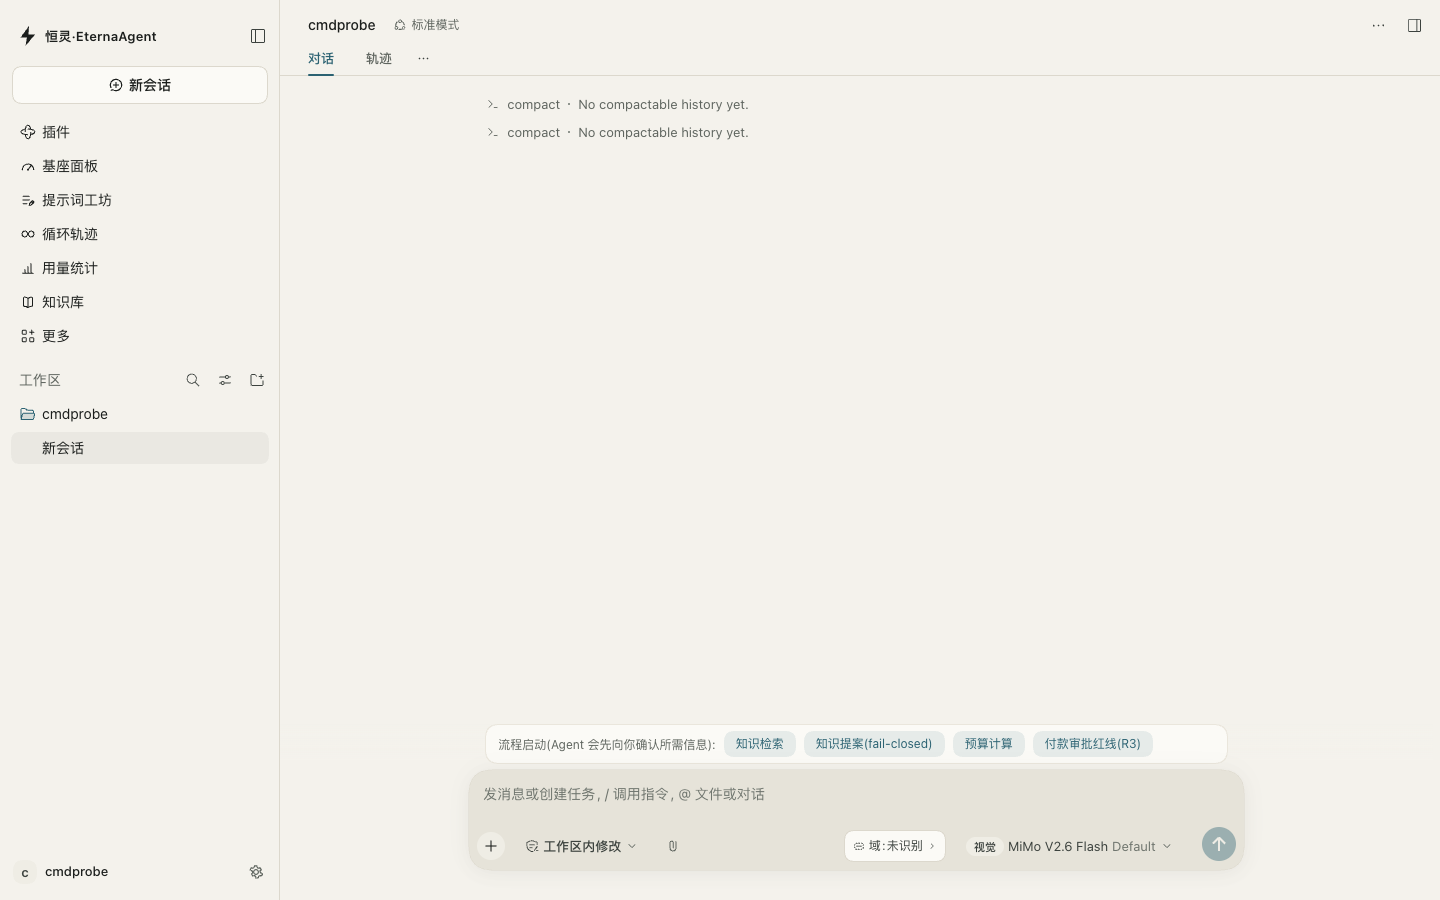 恒灵·EternaAgent
新会话
插件
基座面板
提示词工坊
循环轨迹
用量统计
知识库
更多
工作区
cmdprobe
新会话
c cmdprobe
cmdprobe 标准模式
对话 轨迹 ···
compact · No compactable history yet.
compact · No compactable history yet.
流程启动(Agent 会先向你确认所需信息): 知识检索 知识提案(fail-closed) 预算计算 付款审批红线(R3)
发消息或创建任务, / 调用指令, @ 文件或对话
工作区内修改 域:未识别 › 视觉 MiMo V2.6 Flash Default